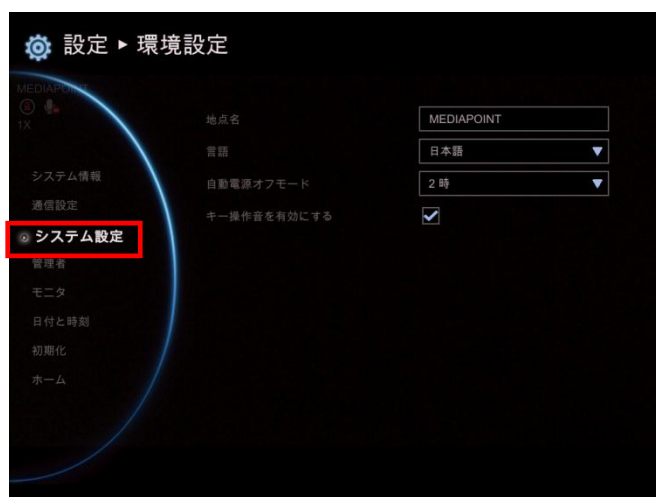 設定 ▶ 環境設定
MEDIAPOINT
1X
システム情報
通信設定
システム設定
管理者
モニタ
日付と時刻
初期化
ホーム
地点名 MEDIAPOINT
言語 日本語 ▼
自動電源オフモード 2 時 ▼
キー操作音を有効にする